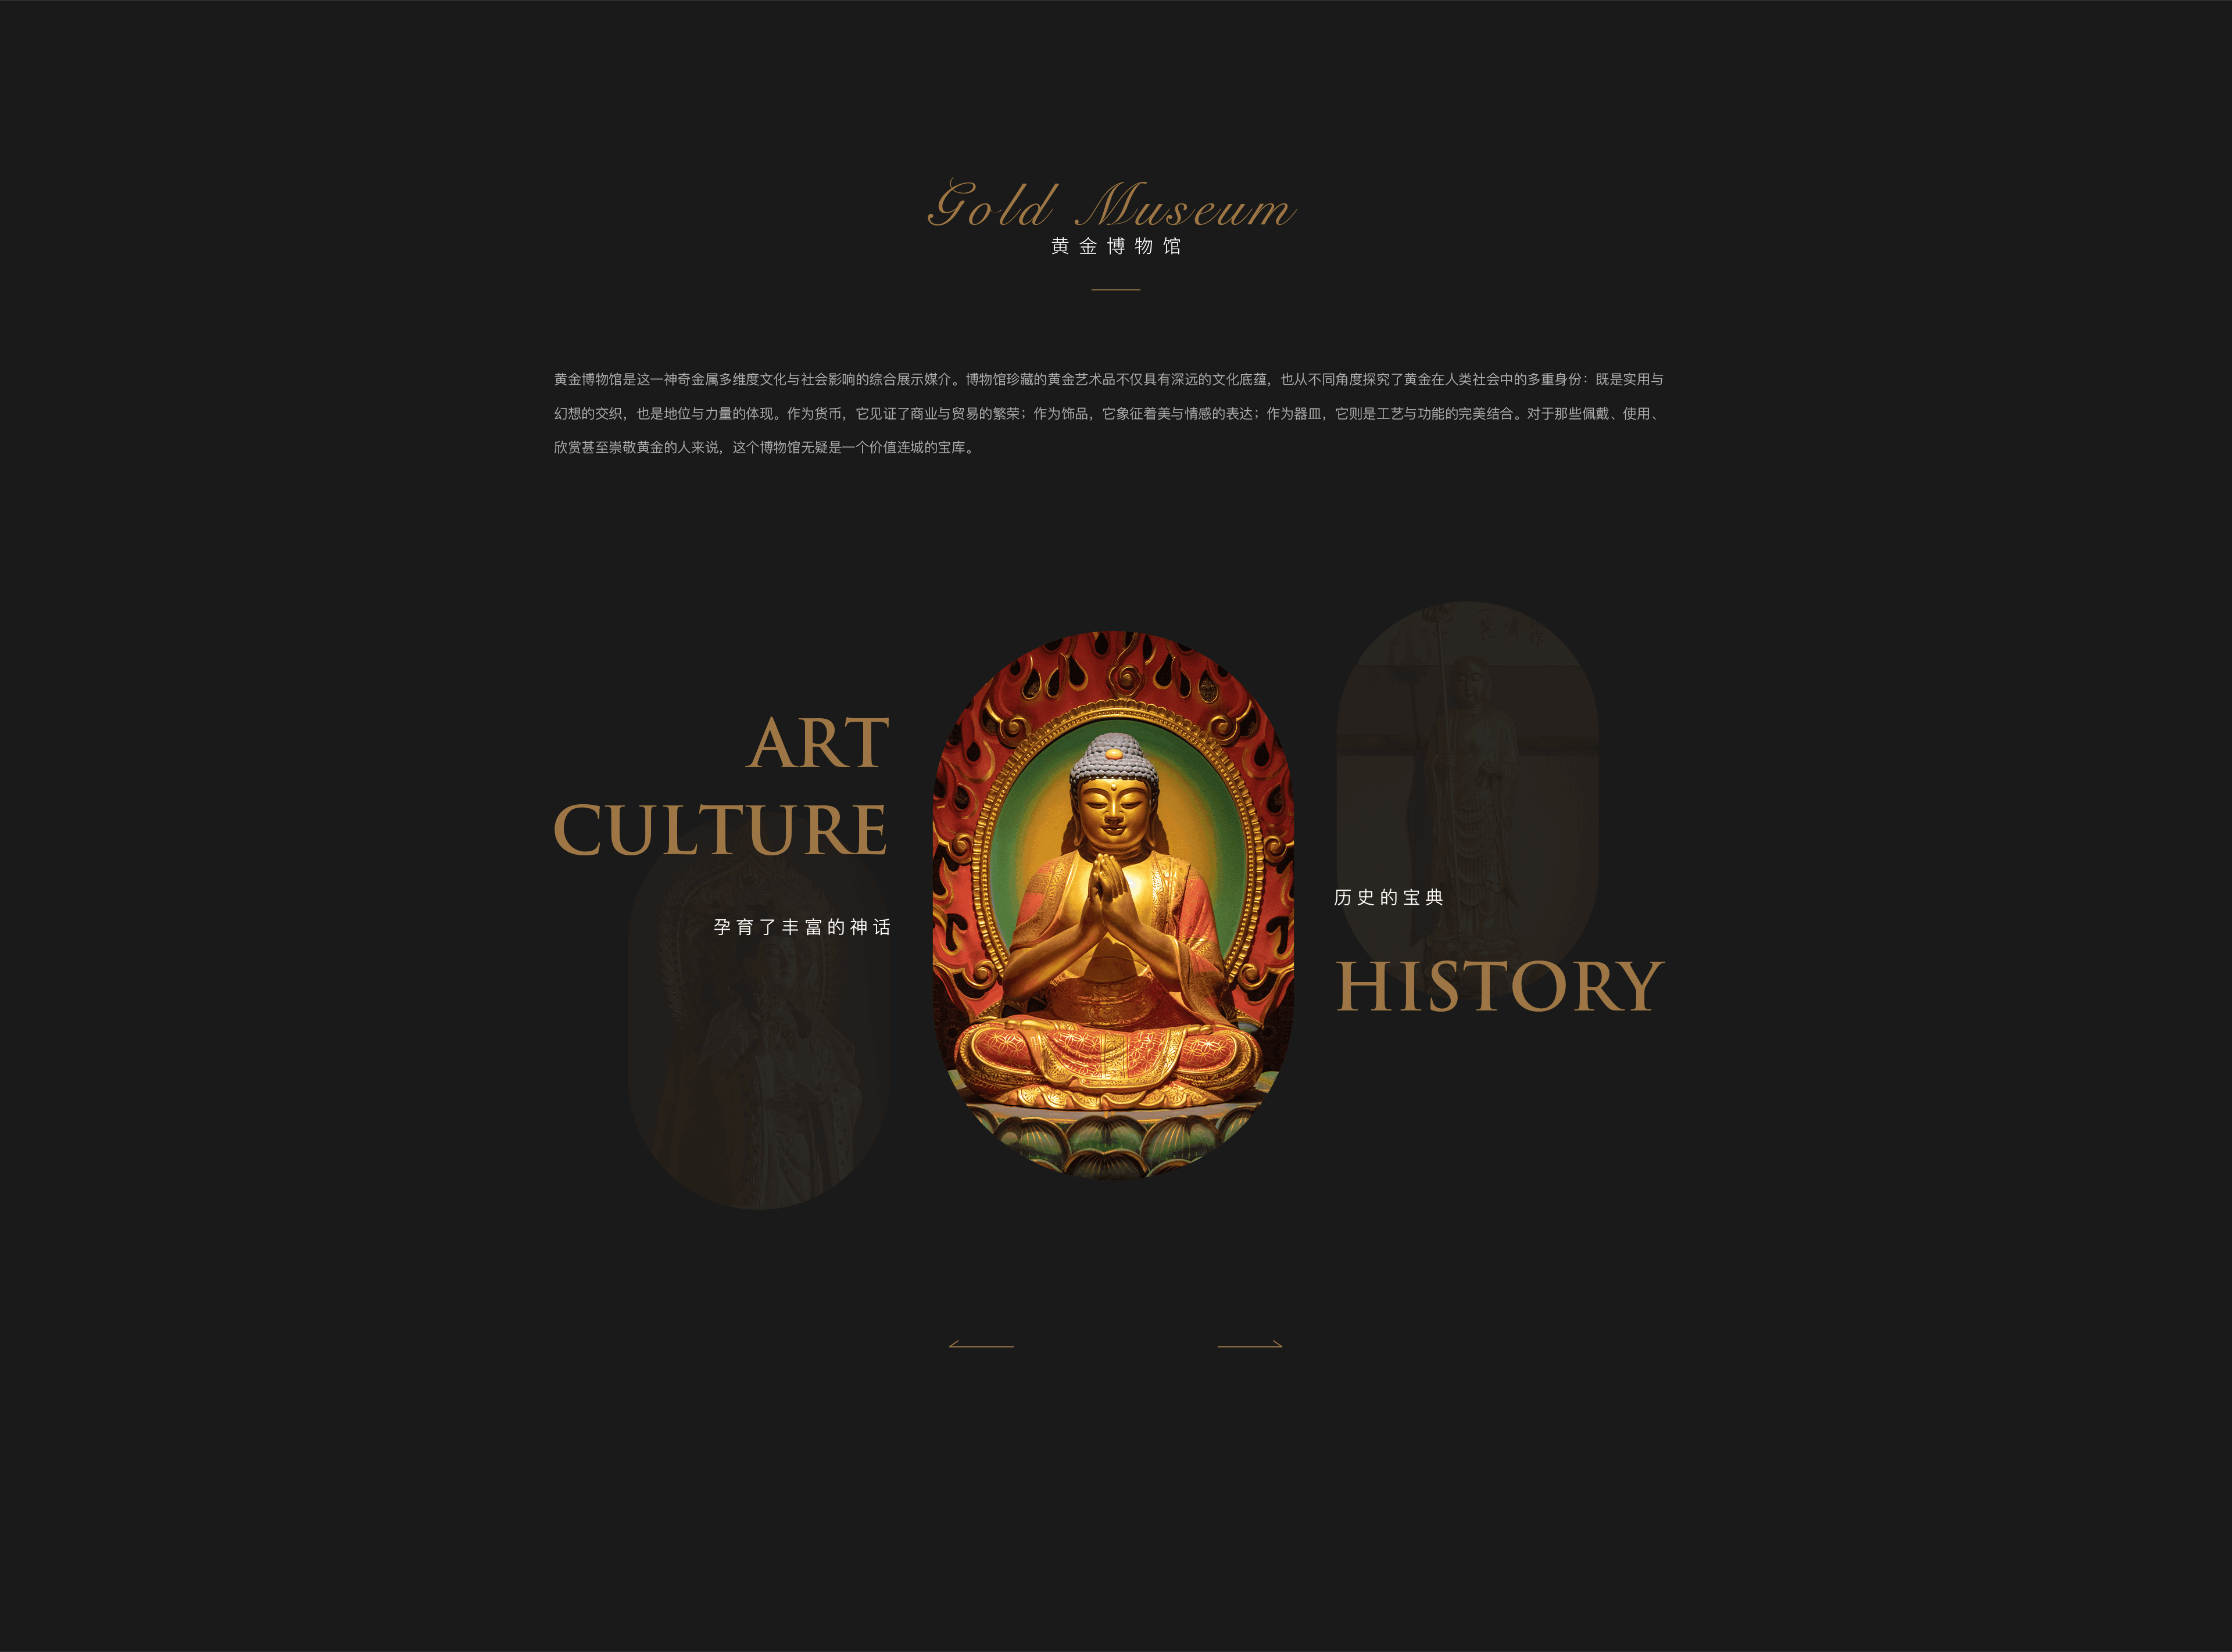 Gold Museum
黄金博物馆
黄金博物馆是这一神奇金属多维度文化与社会影响的综合展示媒介。博物馆珍藏的黄金艺术品不仅具有深远的文化底蕴，也从不同角度探究了黄金在人类社会中的多重身份：既是实用与
幻想的交织，也是地位与力量的体现。作为货币，它见证了商业与贸易的繁荣；作为饰品，它象征着美与情感的表达；作为器皿，它则是工艺与功能的完美结合。对于那些佩戴、使用、
欣赏甚至崇敬黄金的人来说，这个博物馆无疑是一个价值连城的宝库。
ART
CULTURE
孕育了丰富的神话
历史的宝典
HISTORY